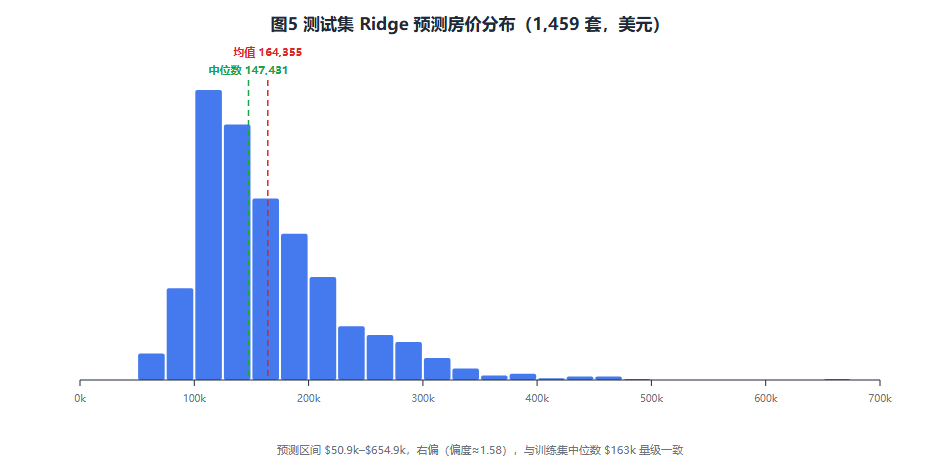 图5 测试集 Ridge 预测房价分布（1,459 套，美元）
均值 164,355
中位数 147,431
0k 100k 200k 300k 400k 500k 600k 700k
预测区间 $50.9k–$654.9k，右偏（偏度≈1.58），与训练集中位数 $163k 量级一致